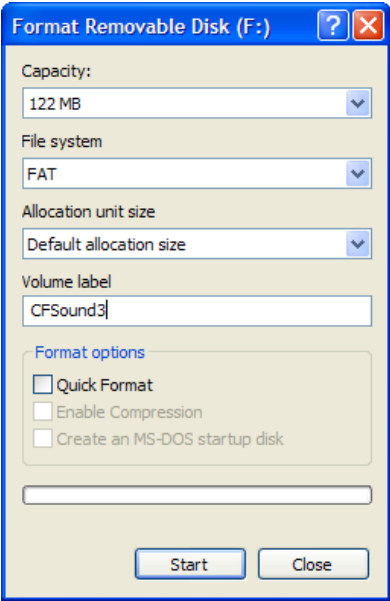 Format Removable Disk (F:)
Capacity:
122 MB
File system
FAT
Allocation unit size
Default allocation size
Volume label
CFSound3
Format options
Quick Format
Enable Compression
Create an MS-DOS startup disk
Start Close